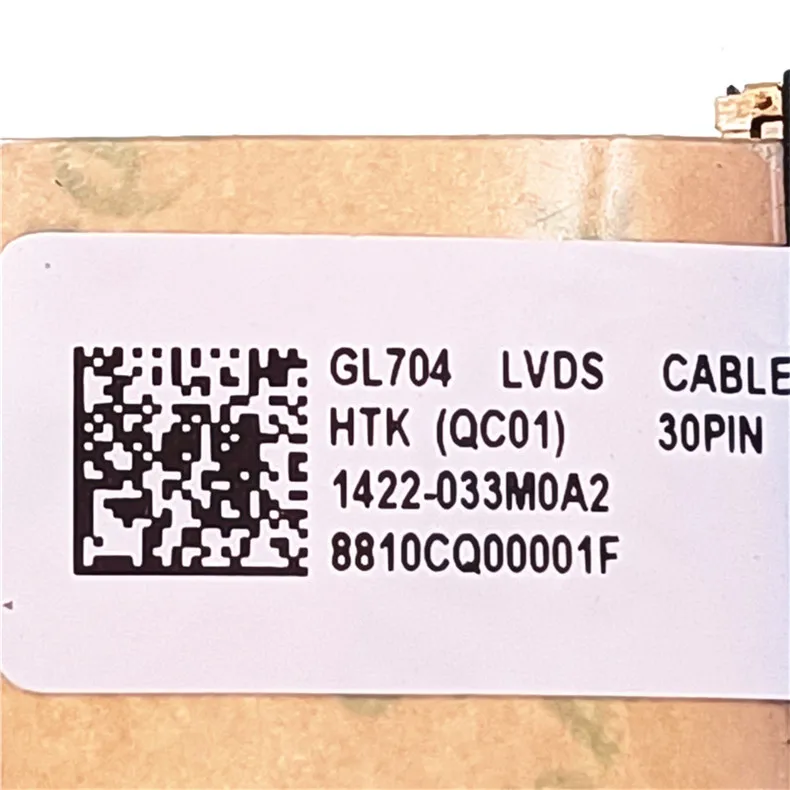 GL704 LVDS CABLE
HTK (QC01) 30PIN
1422-033M0A2
8810CQ00001F